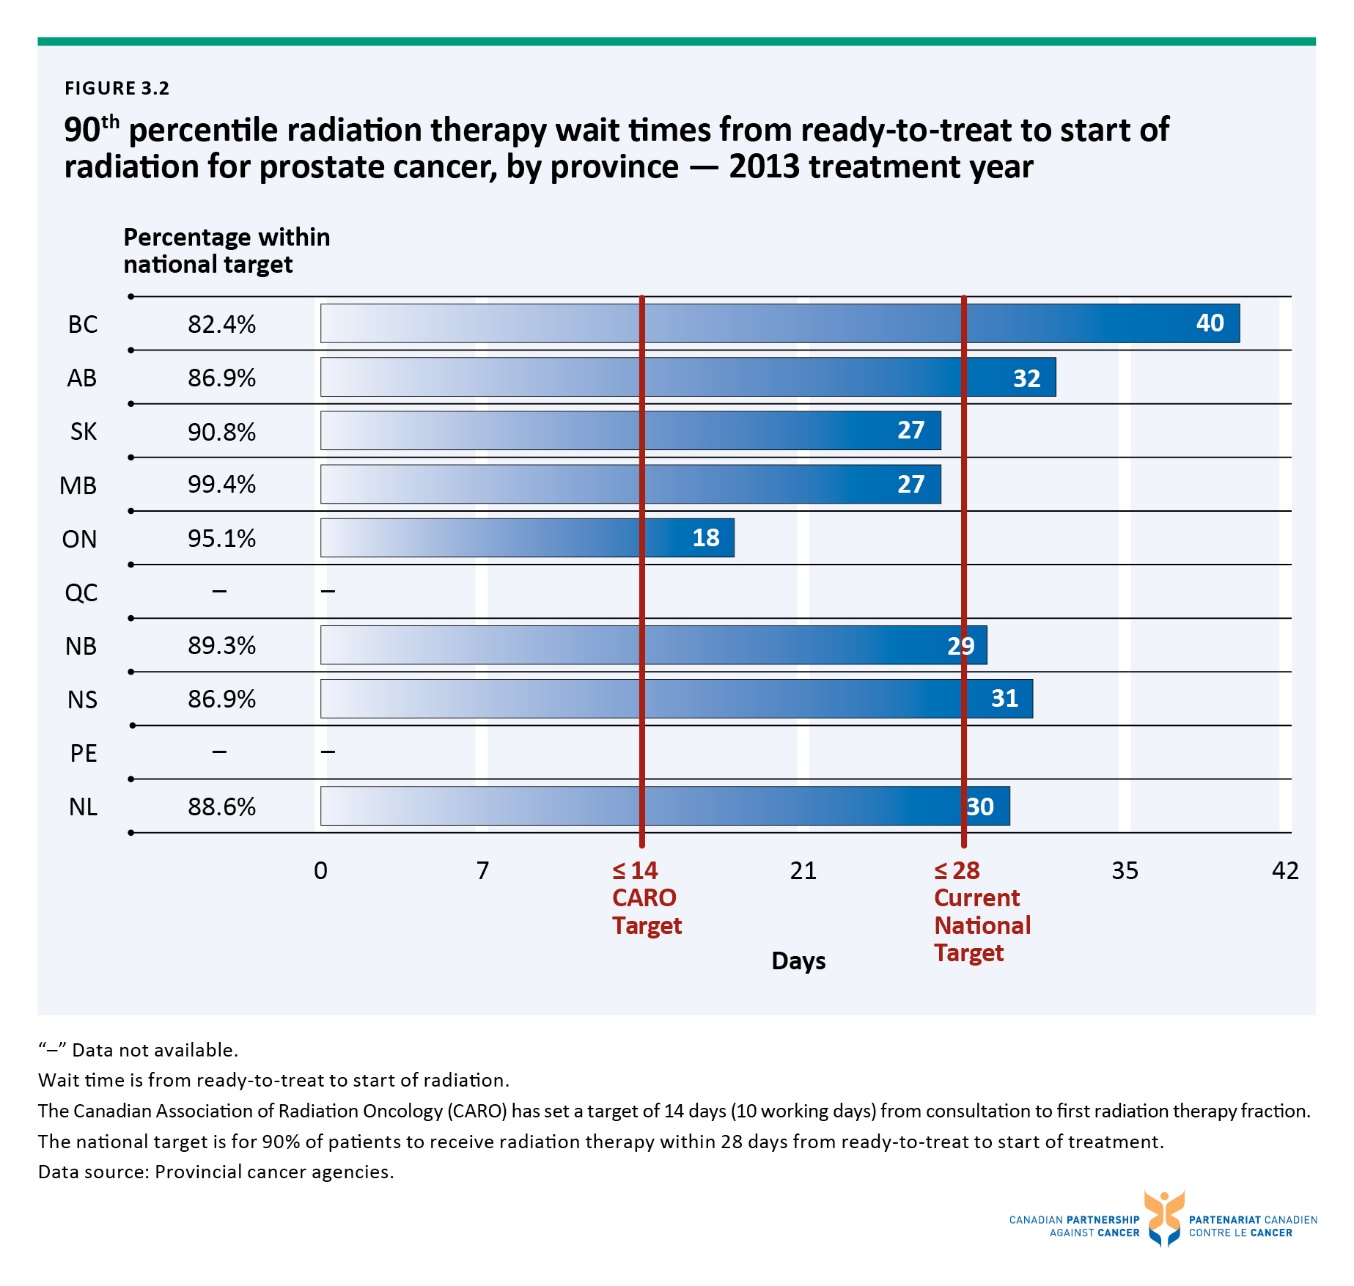 FIGURE 3.2
90th percentile radiation therapy wait times from ready-to-treat to start of
radiation for prostate cancer, by province — 2013 treatment year
Percentage within
national target
BC 82.4% 40
AB 86.9% 32
SK 90.8% 27
MB 99.4% 27
ON 95.1% 18
QC – –
NB 89.3% 29
NS 86.9% 31
PE – –
NL 88.6% 30
0 7 ≤ 14 21 ≤ 28 35 42
CARO Current
Target National
Target
Days
“–” Data not available.
Wait time is from ready-to-treat to start of radiation.
The Canadian Association of Radiation Oncology (CARO) has set a target of 14 days (10 working days) from consultation to first radiation therapy fraction.
The national target is for 90% of patients to receive radiation therapy within 28 days from ready-to-treat to start of treatment.
Data source: Provincial cancer agencies.
CANADIAN PARTNERSHIP PARTENARIAT CANADIEN
AGAINST CANCER CONTRE LE CANCER